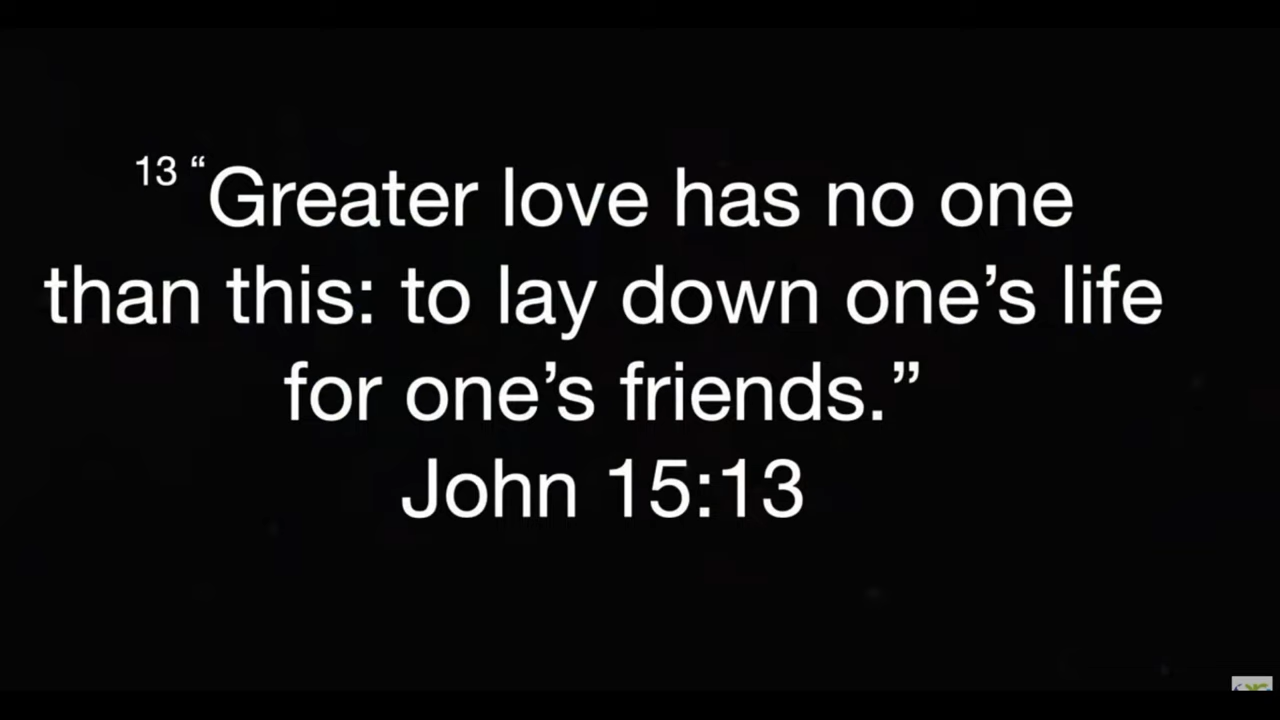 13 “Greater love has no one
than this: to lay down one’s life
for one’s friends.”
John 15:13